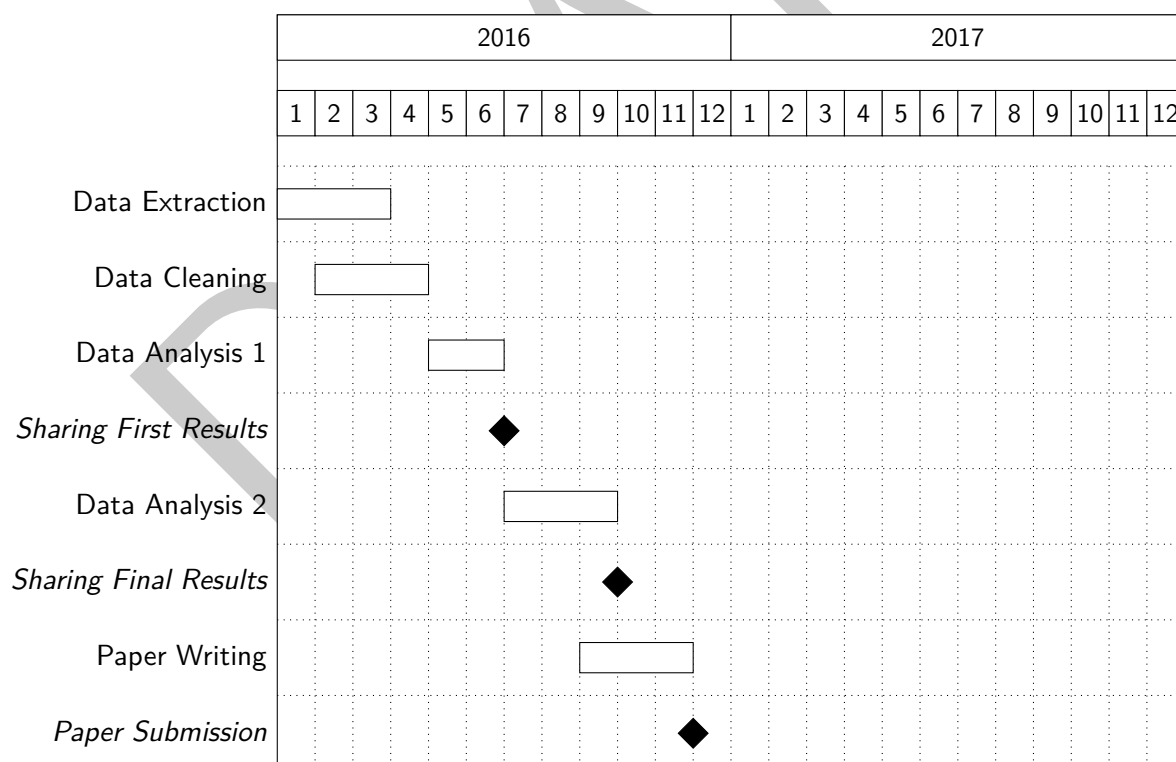 2016 2017
1 2 3 4 5 6 7 8 9 10 11 12 1 2 3 4 5 6 7 8 9 10 11 12
Data Extraction
Data Cleaning
Data Analysis 1
Sharing First Results
Data Analysis 2
Sharing Final Results
Paper Writing
Paper Submission